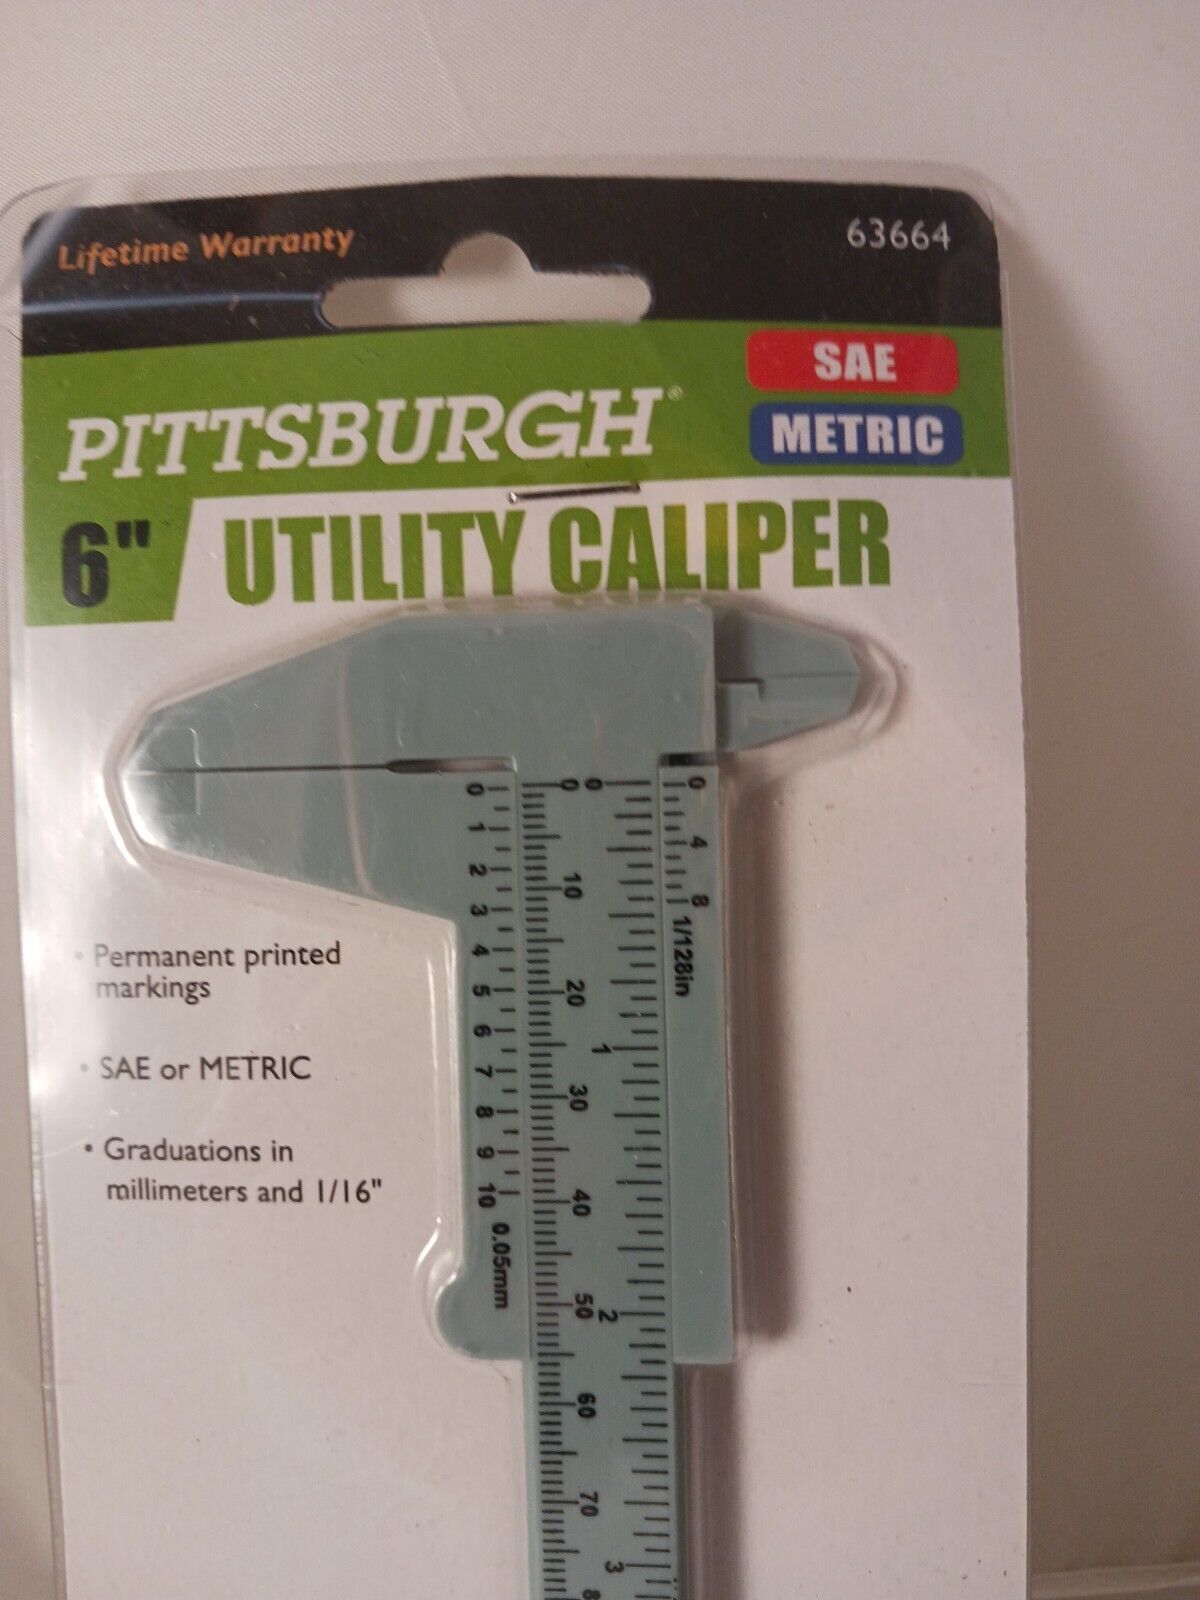 Lifetime Warranty
63664
SAE
METRIC
PITTSBURGH®
6" UTILITY CALIPER
• Permanent printed
markings
• SAE or METRIC
• Graduations in
millimeters and 1/16"
0 1 2 3 4 5 6 7 8 9 10 0.05mm
0 10 20 30 40 50 60 70 8
0 1 2 3
0 4 8 1/128in